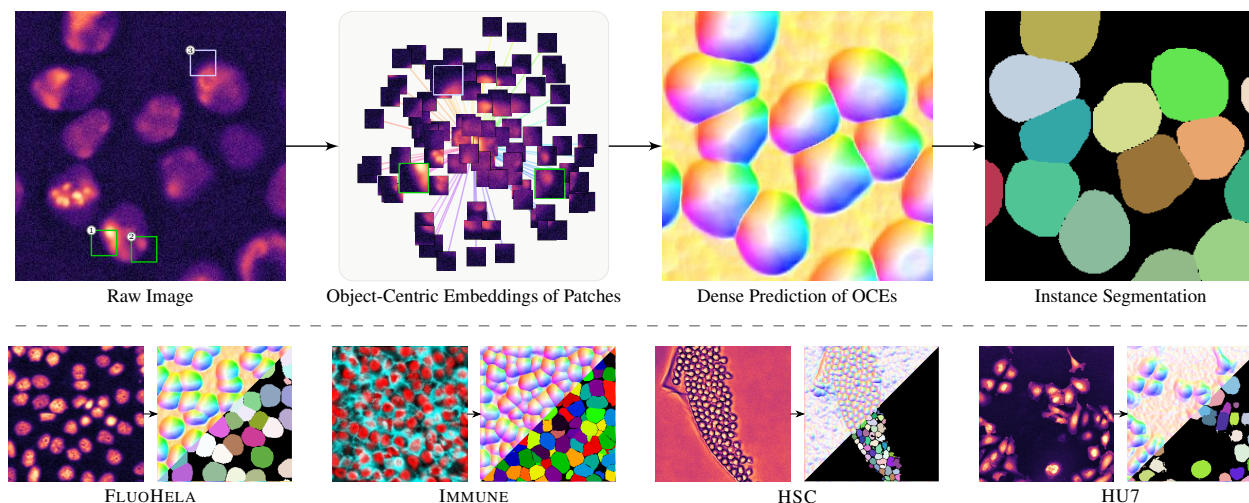 3
1
2
Raw Image
Object-Centric Embeddings of Patches
Dense Prediction of OCEs
Instance Segmentation
FLUOHELA
IMMUNE
HSC
HU7